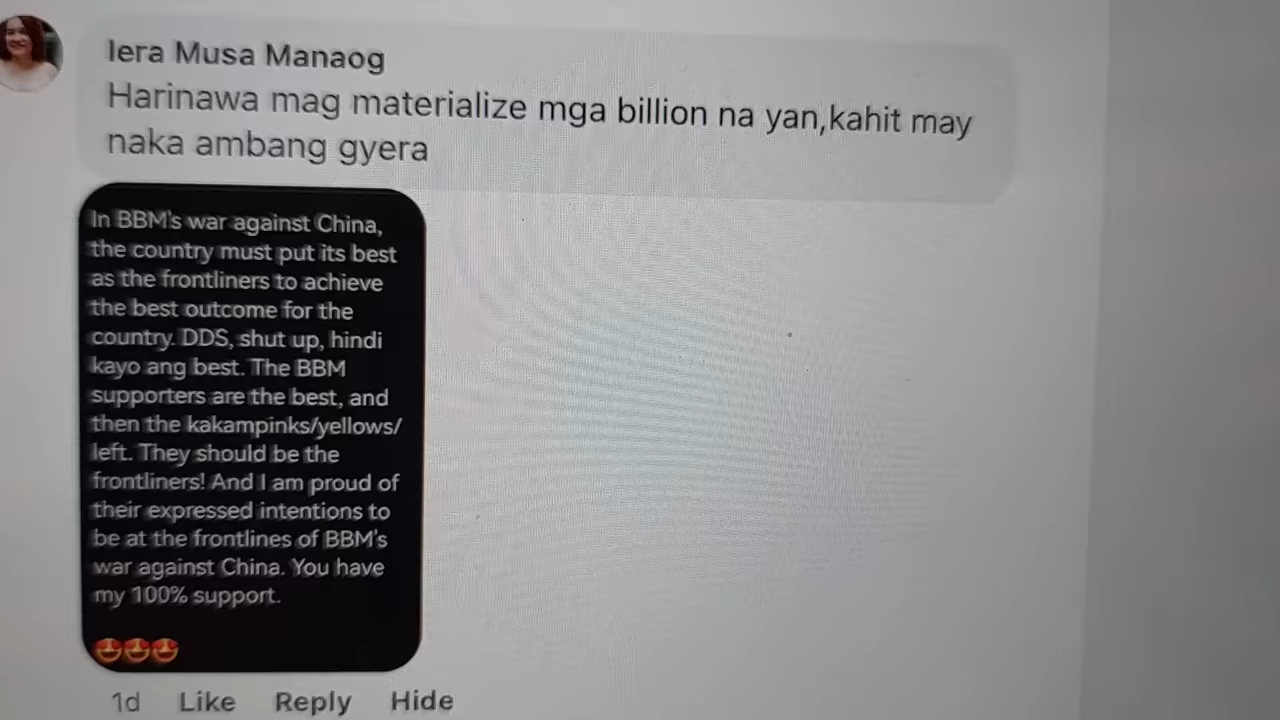 Iera Musa Manaog
Harinawa mag materialize mga billion na yan,kahit may
naka ambang gyera
In BBM's war against China,
the country must put its best
as the frontliners to achieve
the best outcome for the
country. DDS, shut up, hindi
kayo ang best. The BBM
supporters are the best, and
then the kakampinks/yellows/
left. They should be the
frontliners! And I am proud of
their expressed intentions to
be at the frontlines of BBM's
war against China. You have
my 100% support.
🤩🤩🤩
1d Like Reply Hide